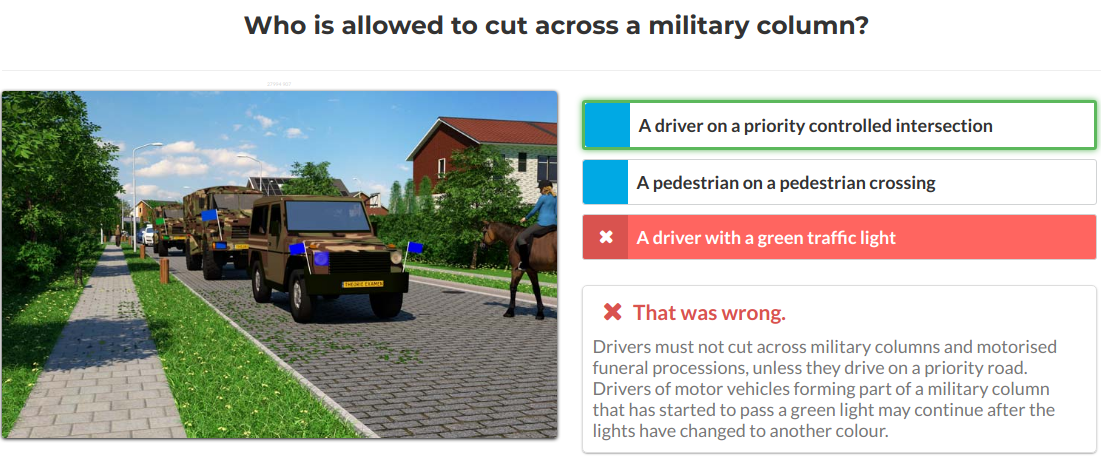 Who is allowed to cut across a military column?
A driver on a priority controlled intersection
A pedestrian on a pedestrian crossing
A driver with a green traffic light
THEORIE EXAMEN
That was wrong.
Drivers must not cut across military columns and motorised
funeral processions, unless they drive on a priority road.
Drivers of motor vehicles forming part of a military column
that has started to pass a green light may continue after the
lights have changed to another colour.